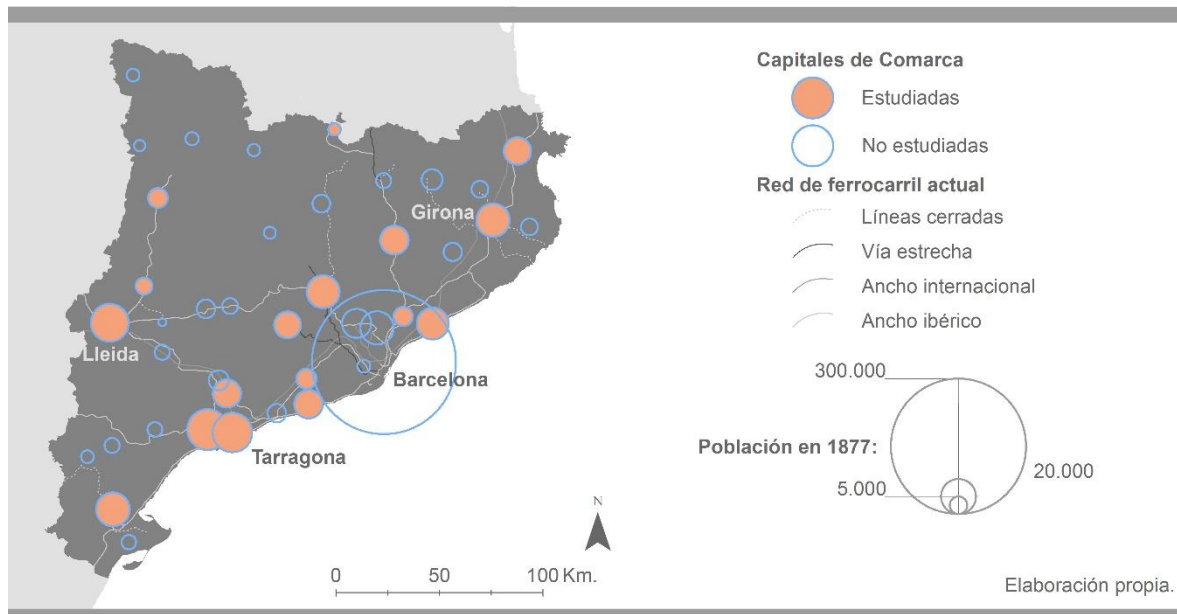 Capitales de Comarca
Estudiadas
No estudiadas
Red de ferrocarril actual
Líneas cerradas
Vía estrecha
Ancho internacional
Ancho ibérico
Girona
Lleida
Barcelona
Tarragona
300.000
Población en 1877:
20.000
5.000
N
0 50 100 Km.
Elaboración propia.